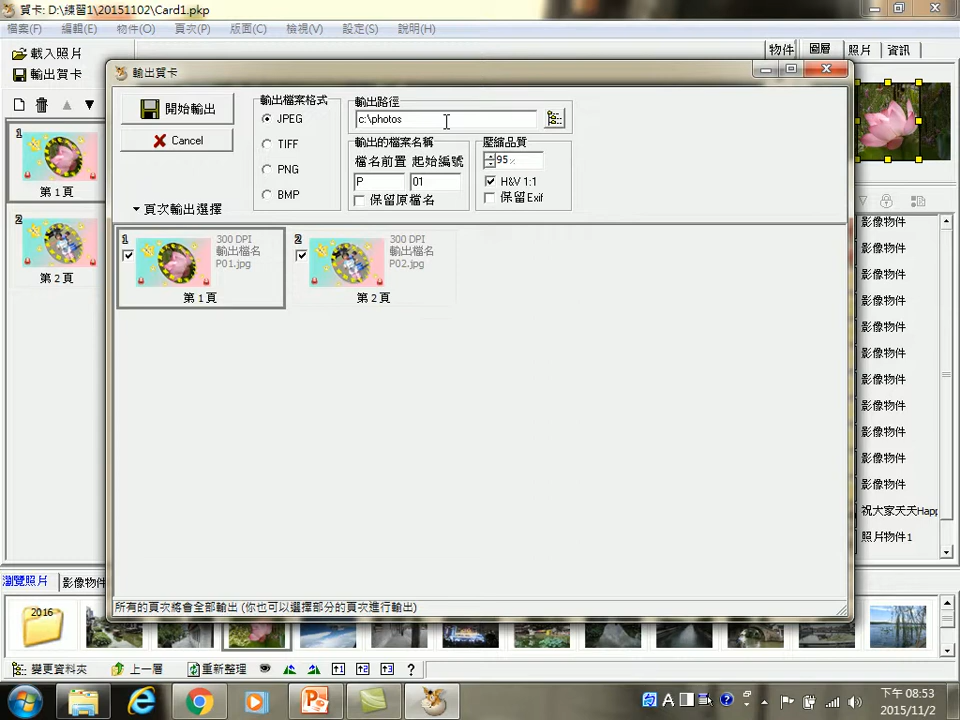 賀卡: D:\練習1\20151102\Card1.pkp
檔案(F) 編輯(E) 物件(O) 頁次(P) 版面(C) 檢視(V) 設定(S) 說明(H)
載入照片
輸出賀卡
物件 圖層 照片 資訊
輸出賀卡
開始輸出
Cancel
頁次輸出選擇
輸出檔案格式
JPEG
TIFF
PNG
BMP
輸出路徑
c:\photos
輸出的檔案名稱
檔名前置 起始編號
P 01
保留原檔名
壓縮品質
95%
H&V 1:1
保留Exif
1
第 1 頁
2
第 2 頁
1
300 DPI
輸出檔名
P01.jpg
第 1 頁
2
300 DPI
輸出檔名
P02.jpg
第 2 頁
影像物件
影像物件
影像物件
影像物件
影像物件
影像物件
影像物件
影像物件
影像物件
影像物件
影像物件
祝大家天天Happ
照片物件1
所有的頁次將會全部輸出 (你也可以選擇部分的頁次進行輸出)
瀏覽照片 影像物件
2016
變更資料夾 上一層 重新整理 1 2 3 ?
A
下午 08:53
2015/11/2